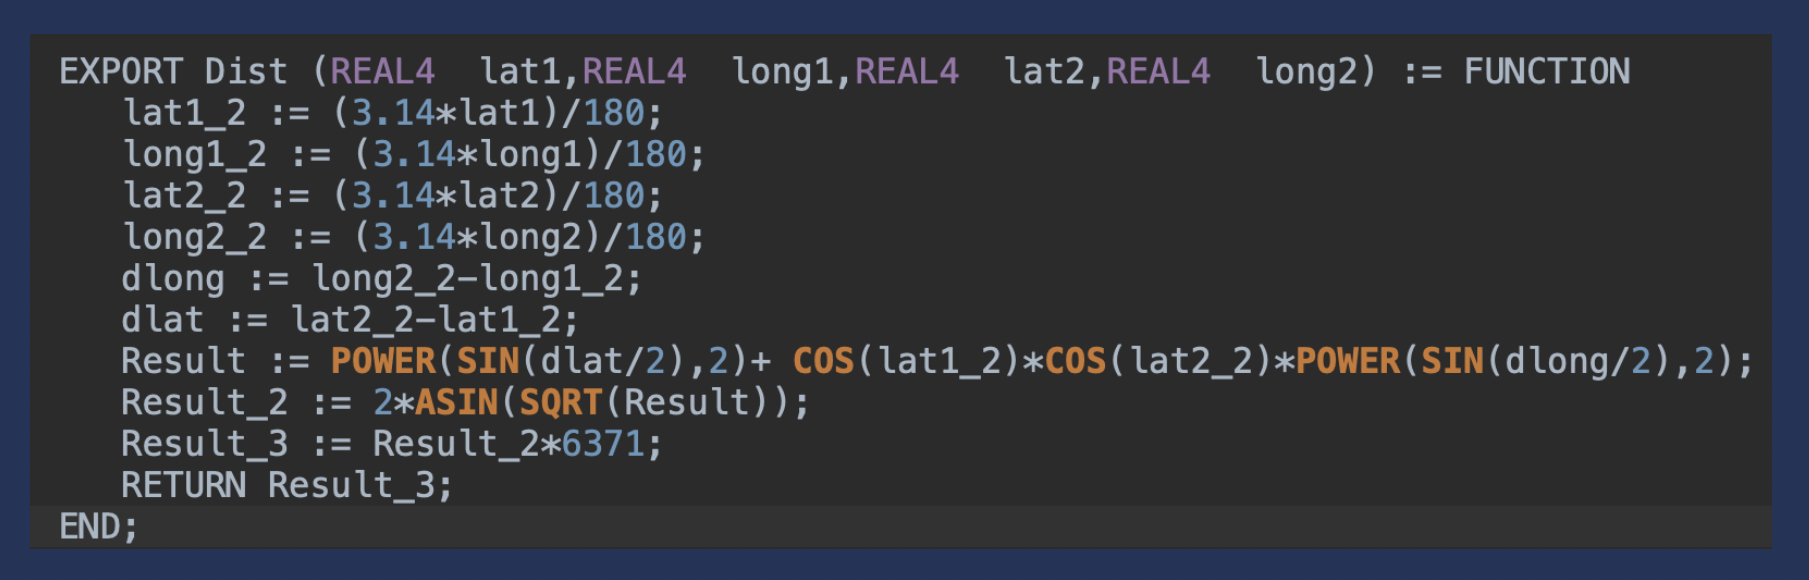 EXPORT Dist (REAL4  lat1,REAL4  long1,REAL4  lat2,REAL4  long2) := FUNCTION
   lat1_2 := (3.14*lat1)/180;
   long1_2 := (3.14*long1)/180;
   lat2_2 := (3.14*lat2)/180;
   long2_2 := (3.14*long2)/180;
   dlong := long2_2-long1_2;
   dlat := lat2_2-lat1_2;
   Result := POWER(SIN(dlat/2),2)+ COS(lat1_2)*COS(lat2_2)*POWER(SIN(dlong/2),2);
   Result_2 := 2*ASIN(SQRT(Result));
   Result_3 := Result_2*6371;
   RETURN Result_3;
END;